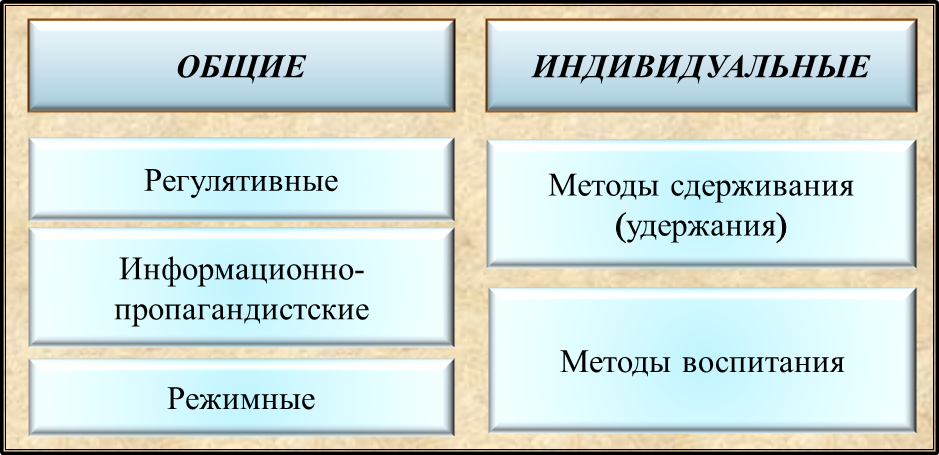 ОБЩИЕ
Регулятивные
Информационно-
пропагандистские
Режимные
ИНДИВИДУАЛЬНЫЕ
Методы сдерживания
(удержания)
Методы воспитания